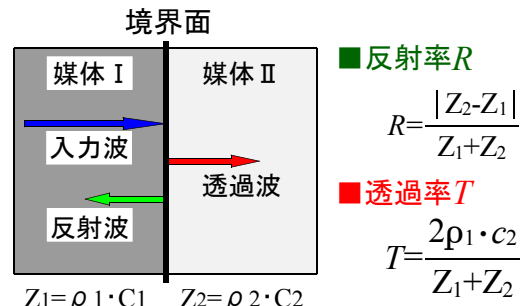 境界面
媒体Ⅰ
媒体Ⅱ
入力波
透過波
反射波
Z1=ρ1・C1
Z2=ρ2・C2
■反射率R
R=|Z2-Z1|/Z1+Z2
■透過率T
T=2ρ1・c2/Z1+Z2